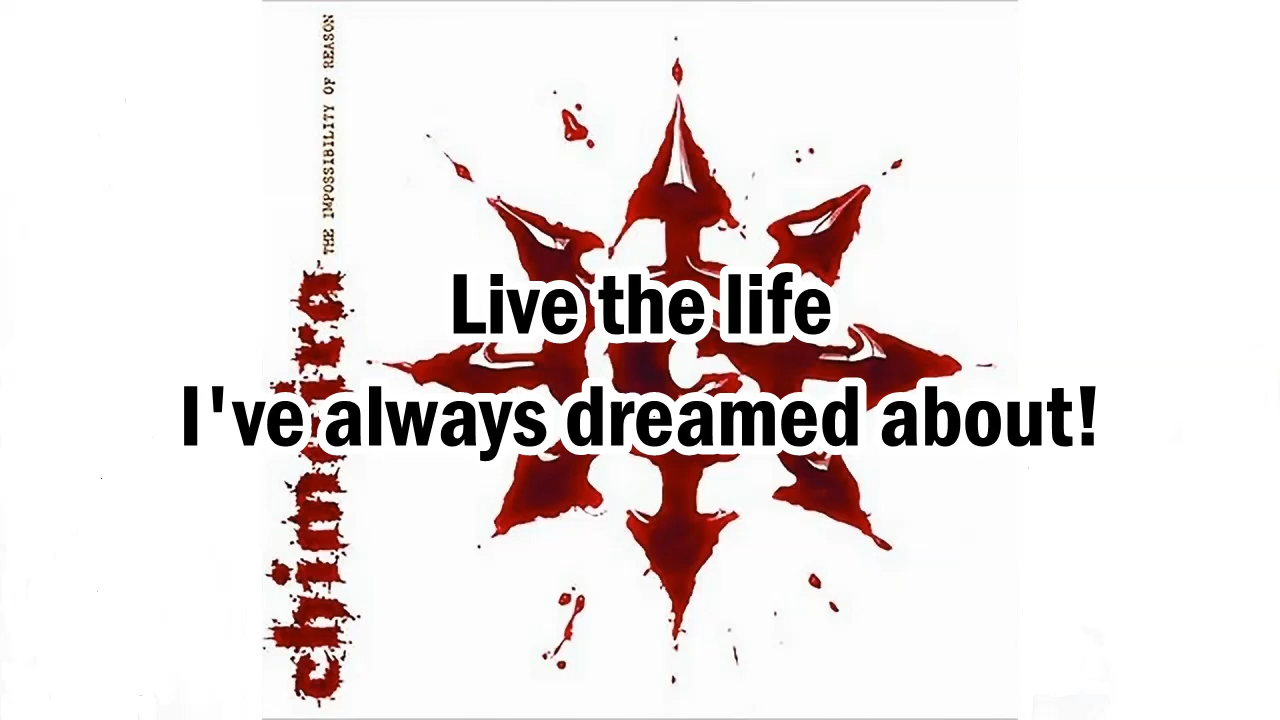 THE IMPOSSIBILITY OF REASON
chimaira
Live the life
I've always dreamed about!